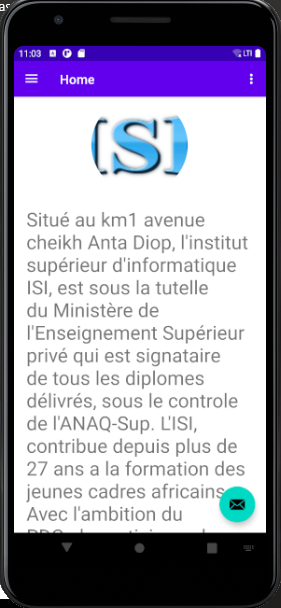 as
11:03
LTE
Home
[S]
Situé au km1 avenue
cheikh Anta Diop, l'institut
supérieur d'informatique
ISI, est sous la tutelle
du Ministère de
l'Enseignement Supérieur
privé qui est signataire
de tous les diplomes
délivrés, sous le controle
de l'ANAQ-Sup. L'ISI,
contribue depuis plus de
27 ans a la formation des
jeunes cadres africains
Avec l'ambition du